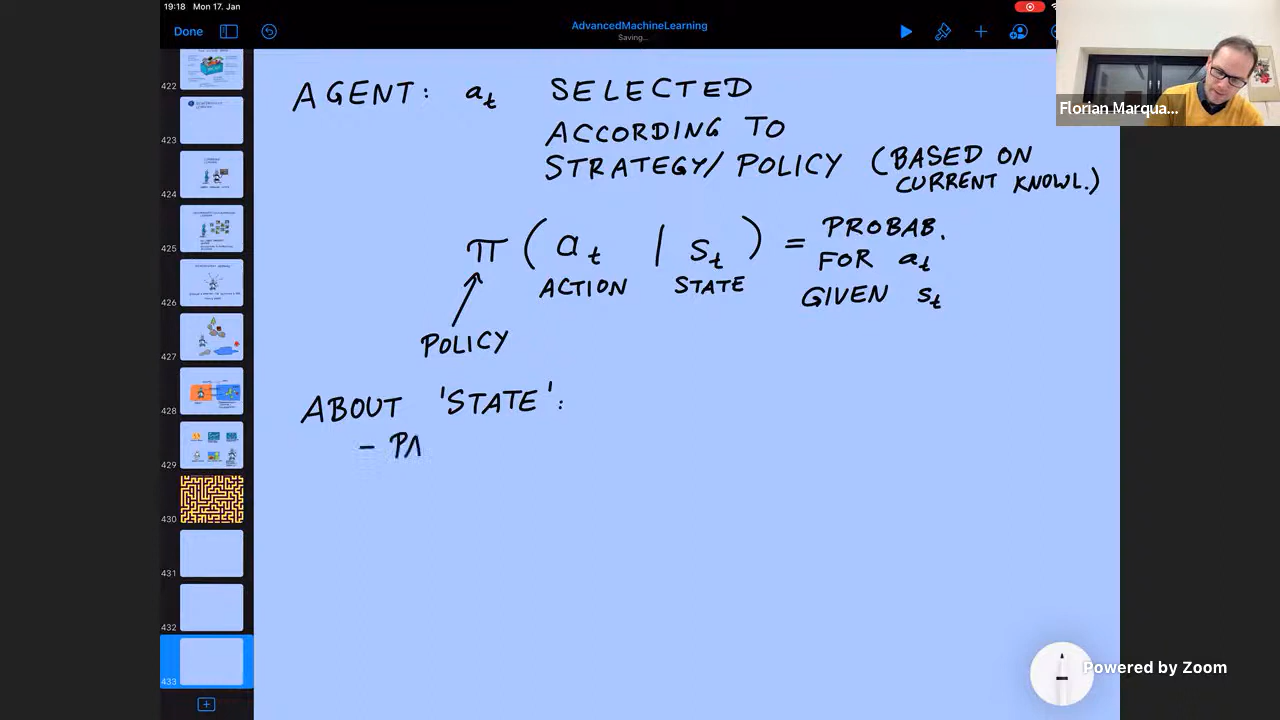 19:18 Mon 17. Jan
Done
AdvancedMachineLearning
Saving...
Florian Marqua...
AGENT: at SELECTED
ACCORDING TO
STRATEGY/POLICY (BASED ON
CURRENT KNOWL.)
π ( at | st ) = PROBAB.
FOR at
GIVEN st
ACTION STATE
POLICY
ABOUT 'STATE':
- PA
422
423
424
425
426
427
428
429
430
431
432
433
Powered by Zoom